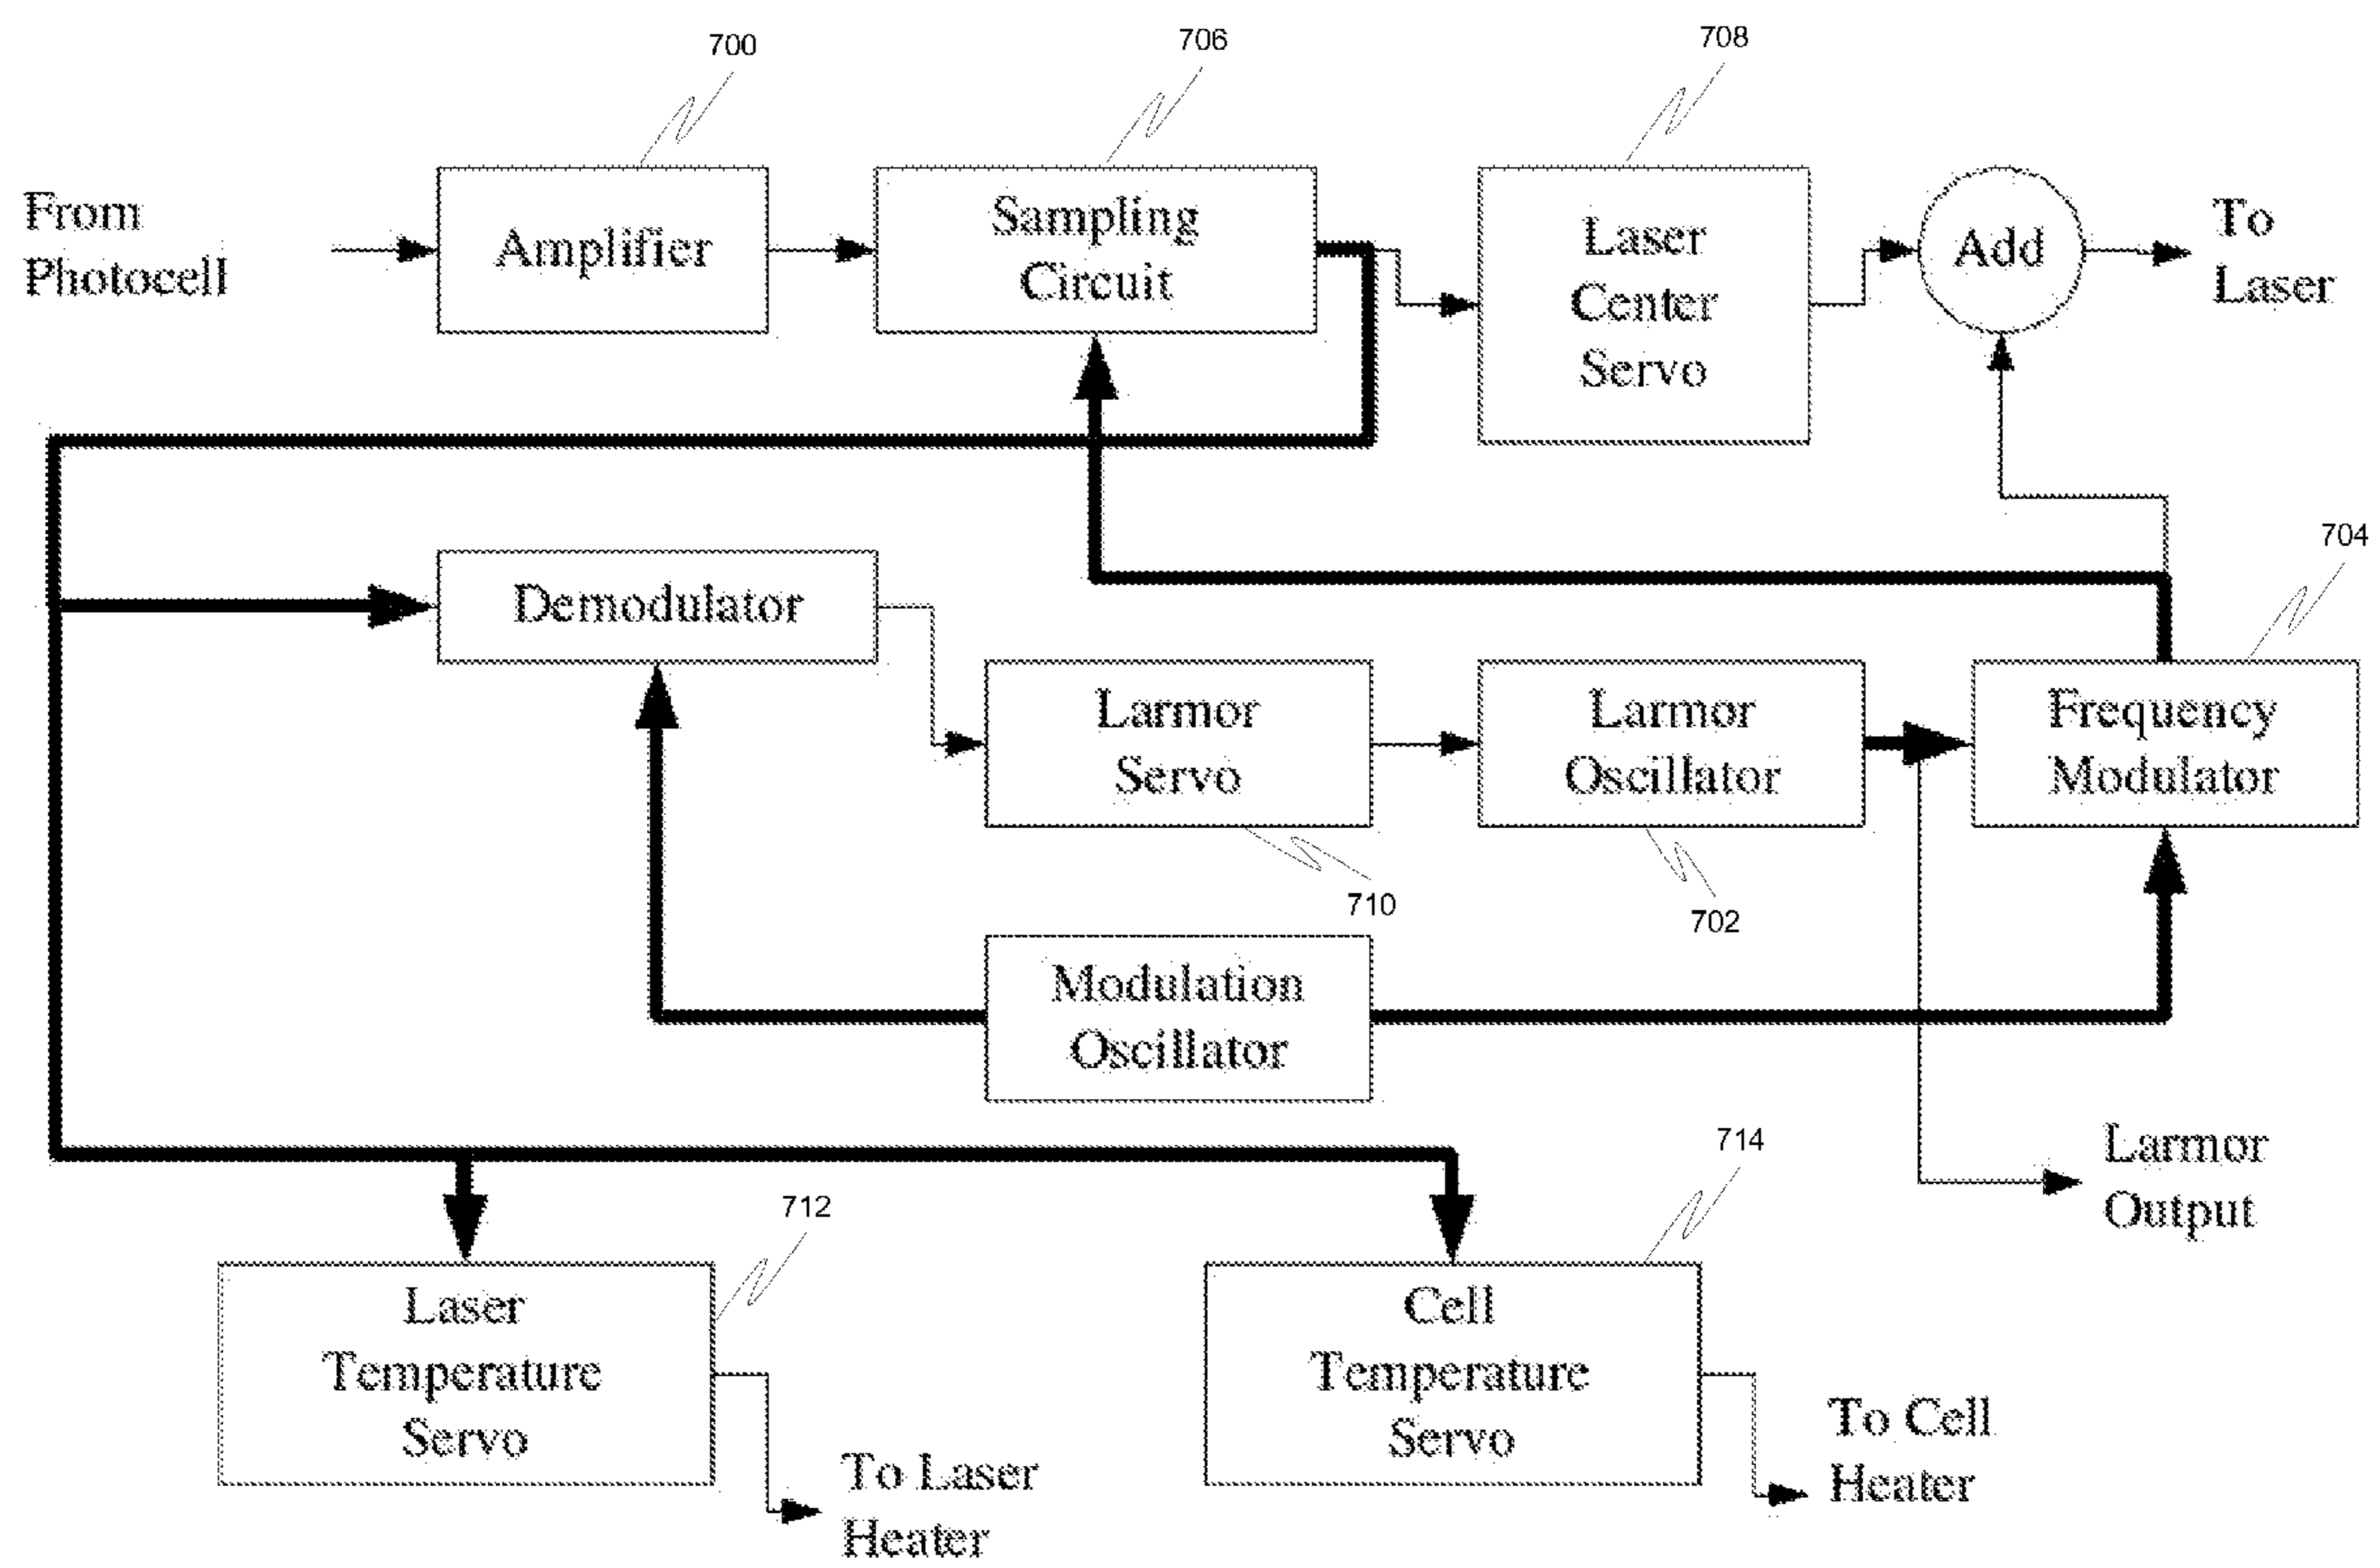 700
706
708
From
Photocell
Amplifier
Sampling
Circuit
Laser
Center
Servo
Add
To
Laser
704
Demodulator
Larmor
Servo
Larmor
Oscillator
Frequency
Modulator
710
702
Modulation
Oscillator
714
Larmor
Output
712
Laser
Temperature
Servo
Cell
Temperature
Servo
To Laser
Heater
To Cell
Heater